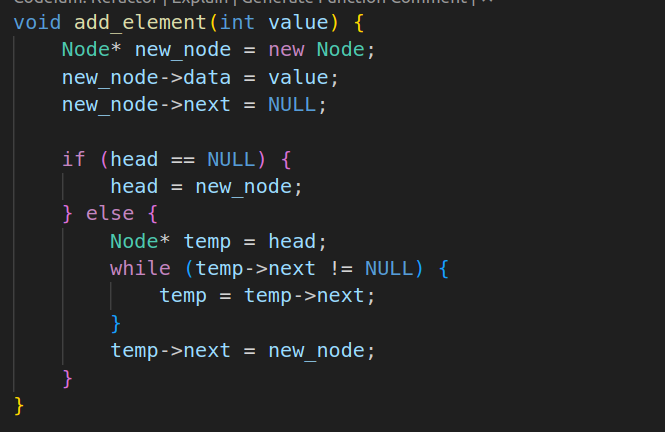 Codeium: Refactor | Explain | Generate Function Comment | ×
void add_element(int value) {
    Node* new_node = new Node;
    new_node->data = value;
    new_node->next = NULL;

    if (head == NULL) {
        head = new_node;
    } else {
        Node* temp = head;
        while (temp->next != NULL) {
            temp = temp->next;
        }
        temp->next = new_node;
    }
}